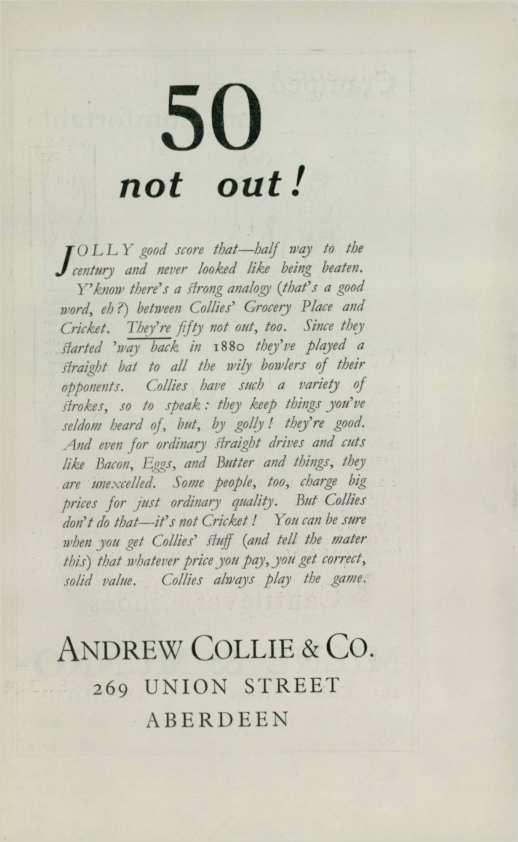 50
not out!
JOLLY good score that—half way to the
century and never looked like being beaten.
Y'know there's a strong analogy (that's a good
word, eh?) between Collies' Grocery Place and
Cricket. They're fifty not out, too. Since they
started 'way back in 1880 they've played a
straight bat to all the wily bowlers of their
opponents. Collies have such a variety of
strokes, so to speak: they keep things you've
seldom heard of, but, by golly! they're good.
And even for ordinary straight drives and cuts
like Bacon, Eggs, and Butter and things, they
are unexcelled. Some people, too, charge big
prices for just ordinary quality. But Collies
don't do that—it's not Cricket! You can be sure
when you get Collies' stuff (and tell the mater
this) that whatever price you pay, you get correct,
solid value. Collies always play the game.
ANDREW COLLIE & CO.
269 UNION STREET
ABERDEEN